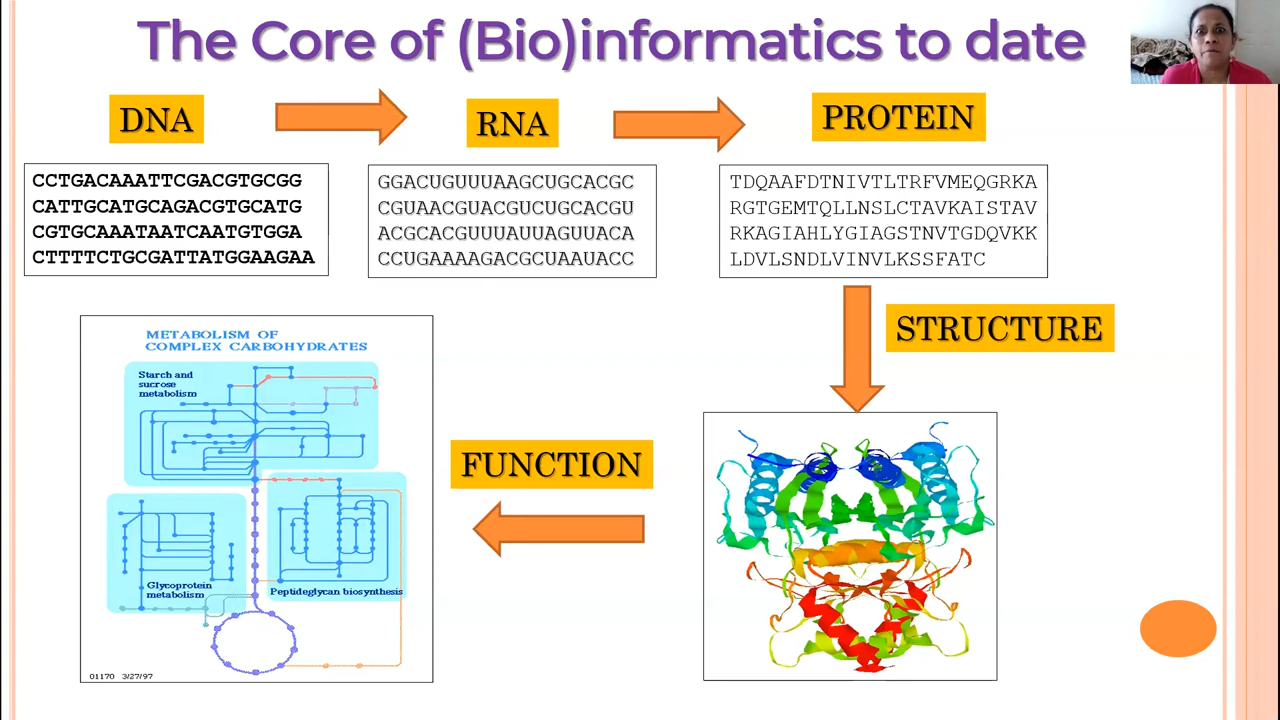 The Core of (Bio)informatics to date
DNA
RNA
PROTEIN
CCTGACAAATTCGACGTGCGG
CATTGCATGCAGACGTGCATG
CGTGCAAATAATCAATGTGGA
CTTTTCTGCGATTATGGAAGAA
GGACUGUUUAAGCUGCACGC
CGUAACGUACGUCUGCACGU
ACGCACGUUUAUUAGUUACA
CCUGAAAAGACGCUAAUACC
TDQAAFDTNIVTLTRFVMEQGRKA
RGTGEMTQLLNSLCTAVKAISTAV
RKAGIAHLYGIAGSTNVTGDQVKK
LDVLSNDLVINVLKSSFATC
STRUCTURE
FUNCTION
METABOLISM OF
COMPLEX CARBOHYDRATES
Starch and
sucrose
metabolism
Glycoprotein
metabolism
Peptideglycan biosynthesis
01170 3/27/97